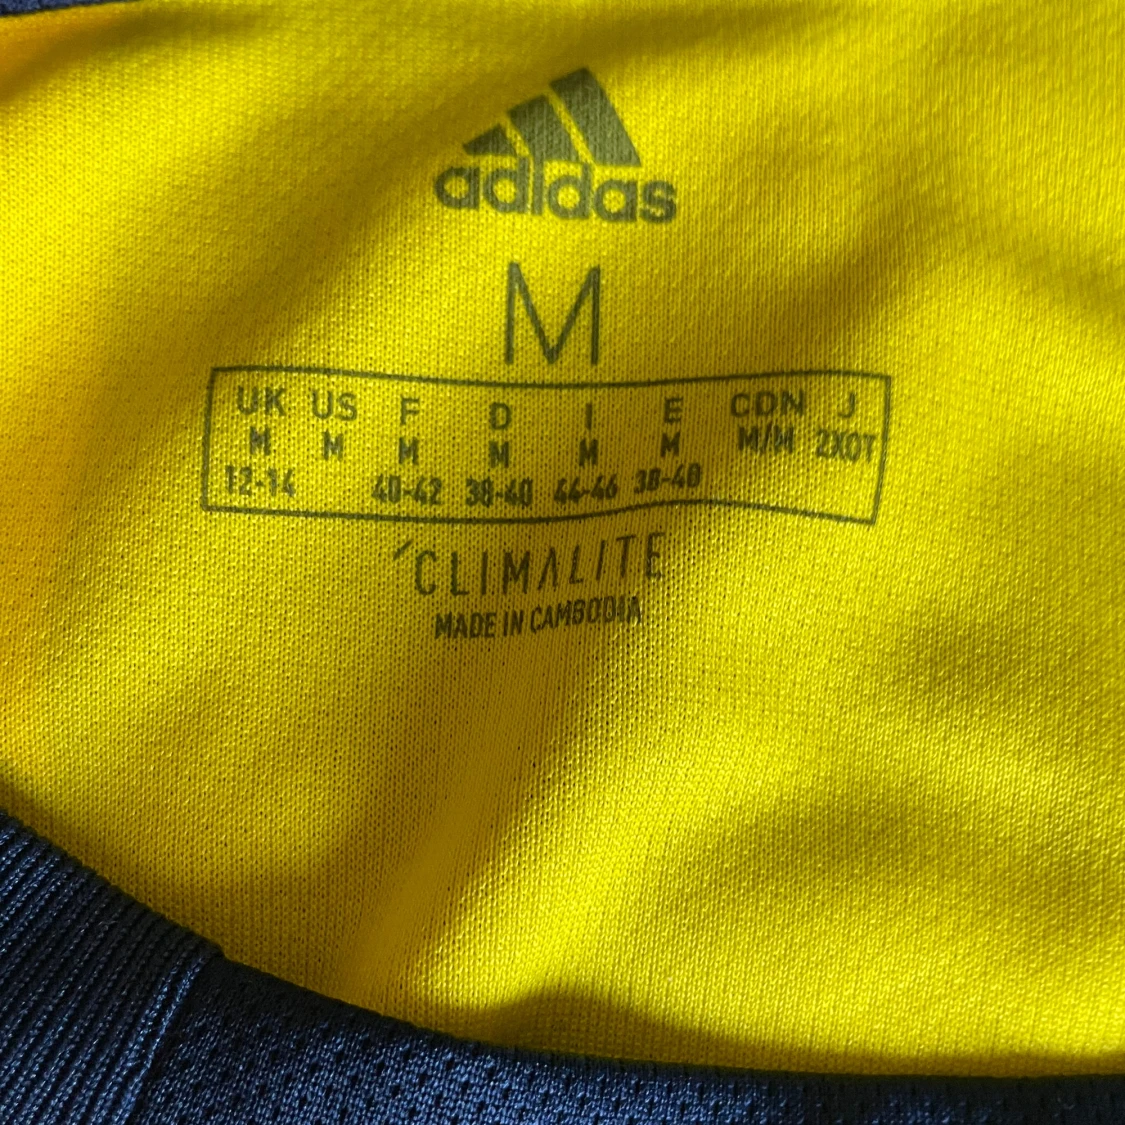 adidas
M
UK US F D I E CDN J
M M M M M M M/M 2XOT
12-14 40-42 38-40 44-46 38-40
CLIMALITE
MADE IN CAMBODIA